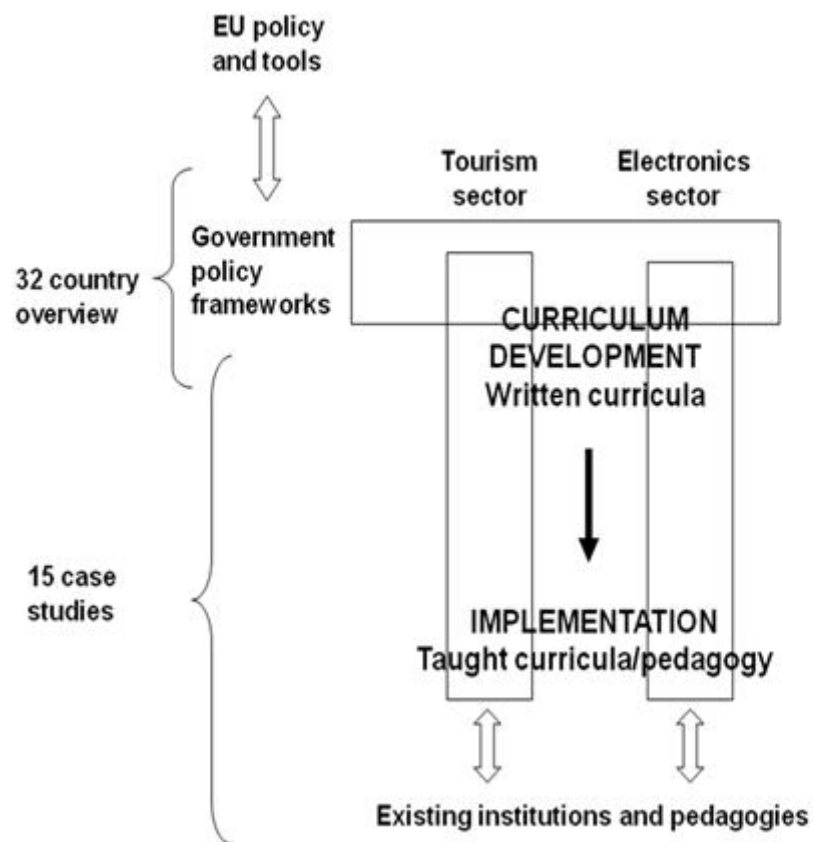 EU policy
and tools
Tourism
sector
Electronics
sector
Government
policy
frameworks
32 country
overview
CURRICULUM
DEVELOPMENT
Written curricula
15 case
studies
IMPLEMENTATION
Taught curricula/pedagogy
Existing institutions and pedagogies